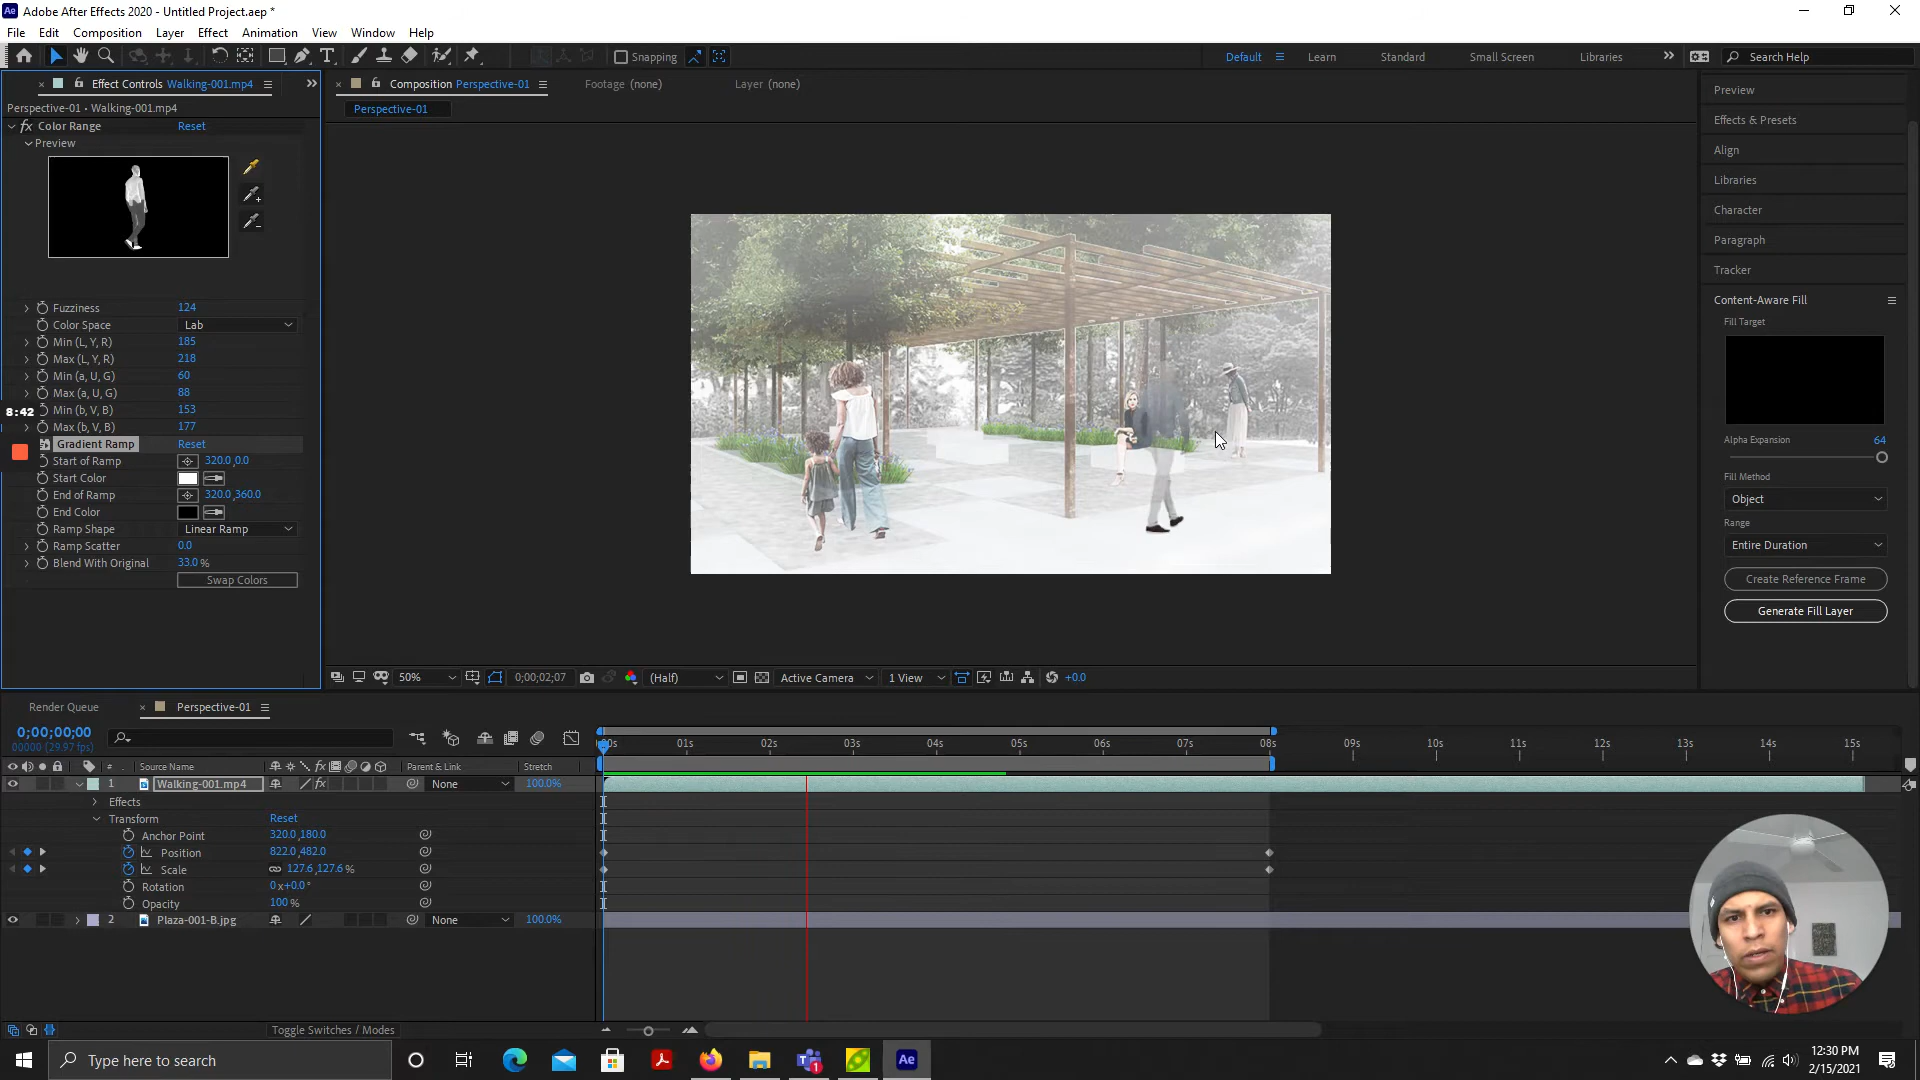 Adobe After Effects 2020 - Untitled Project.aep *
File Edit Composition Layer Effect Animation View Window Help
Snapping
Default Learn Standard Small Screen Libraries Search Help
Effect Controls Walking-001.mp4
Composition Perspective-01 Footage (none) Layer (none)
Perspective-01 • Walking-001.mp4
Perspective-01
Color Range Reset
Preview
Fuzziness 124
Color Space Lab
Min (L, Y, R) 185
Max (L, Y, R) 218
Min (a, U, G) 60
Max (a, U, G) 88
8:42 Min (b, V, B) 153
Max (b, V, B) 177
Gradient Ramp Reset
Start of Ramp 320.0,0.0
Start Color
End of Ramp 320.0,360.0
End Color
Ramp Shape Linear Ramp
Ramp Scatter 0.0
Blend With Original 33.0 %
Swap Colors
Preview
Effects & Presets
Align
Libraries
Character
Paragraph
Tracker
Content-Aware Fill
Fill Target
Alpha Expansion 64
Fill Method
Object
Range
Entire Duration
Create Reference Frame
Generate Fill Layer
50% 0;00;02;07 (Half) Active Camera 1 View +0.0
Render Queue Perspective-01
0;00;00;00
00000 (29.97 fps)
:00s 01s 02s 03s 04s 05s 06s 07s 08s 09s 10s 11s 12s 13s 14s 15s
# Source Name Parent & Link Stretch
1 Walking-001.mp4 None 100.0%
Effects
Transform Reset
Anchor Point 320.0,180.0
Position 822.0,482.0
Scale 127.6,127.6 %
Rotation 0x+0.0°
Opacity 100 %
2 Plaza-001-B.jpg None 100.0%
Toggle Switches / Modes
Type here to search
Ae
12:30 PM
2/15/2021